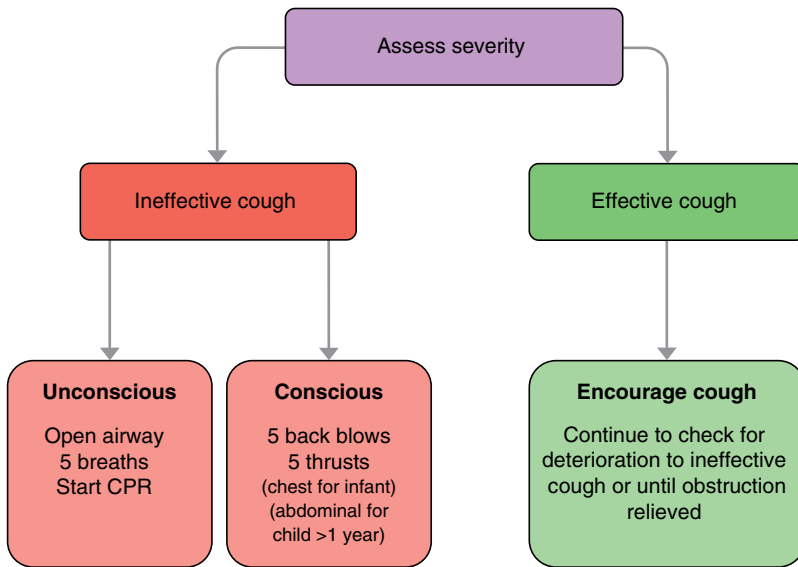 Assess severity
Ineffective cough
Effective cough
Unconscious
Open airway
5 breaths
Start CPR
Conscious
5 back blows
5 thrusts
(chest for infant)
(abdominal for
child >1 year)
Encourage cough
Continue to check for
deterioration to ineffective
cough or until obstruction
relieved